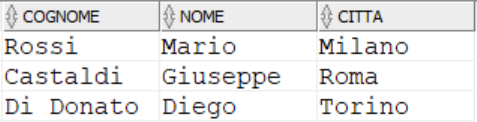 COGNOME NOME CITTA
Rossi Mario Milano
Castaldi Giuseppe Roma
Di Donato Diego Torino